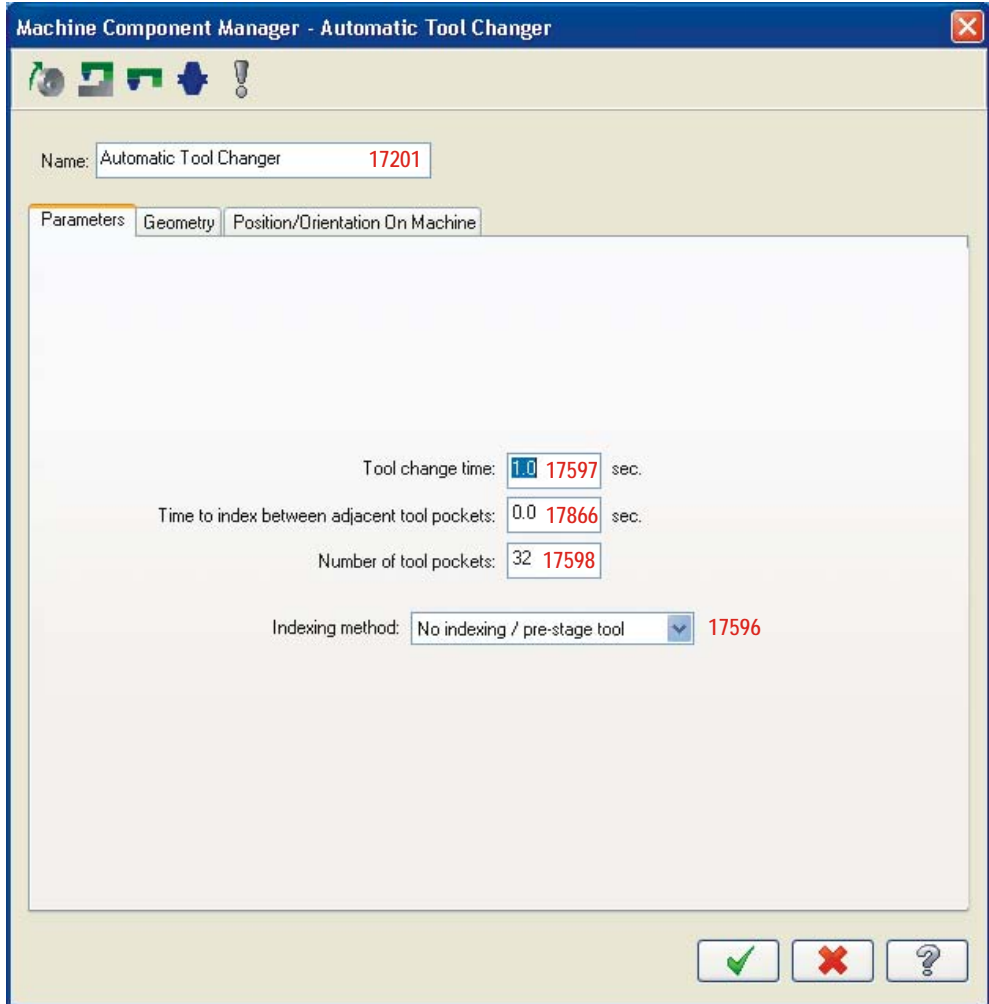 Machine Component Manager - Automatic Tool Changer
Name: Automatic Tool Changer 17201
Parameters Geometry Position/Orientation On Machine
Tool change time: 1.0 17597 sec.
Time to index between adjacent tool pockets: 0.0 17866 sec.
Number of tool pockets: 32 17598
Indexing method: No indexing / pre-stage tool 17596